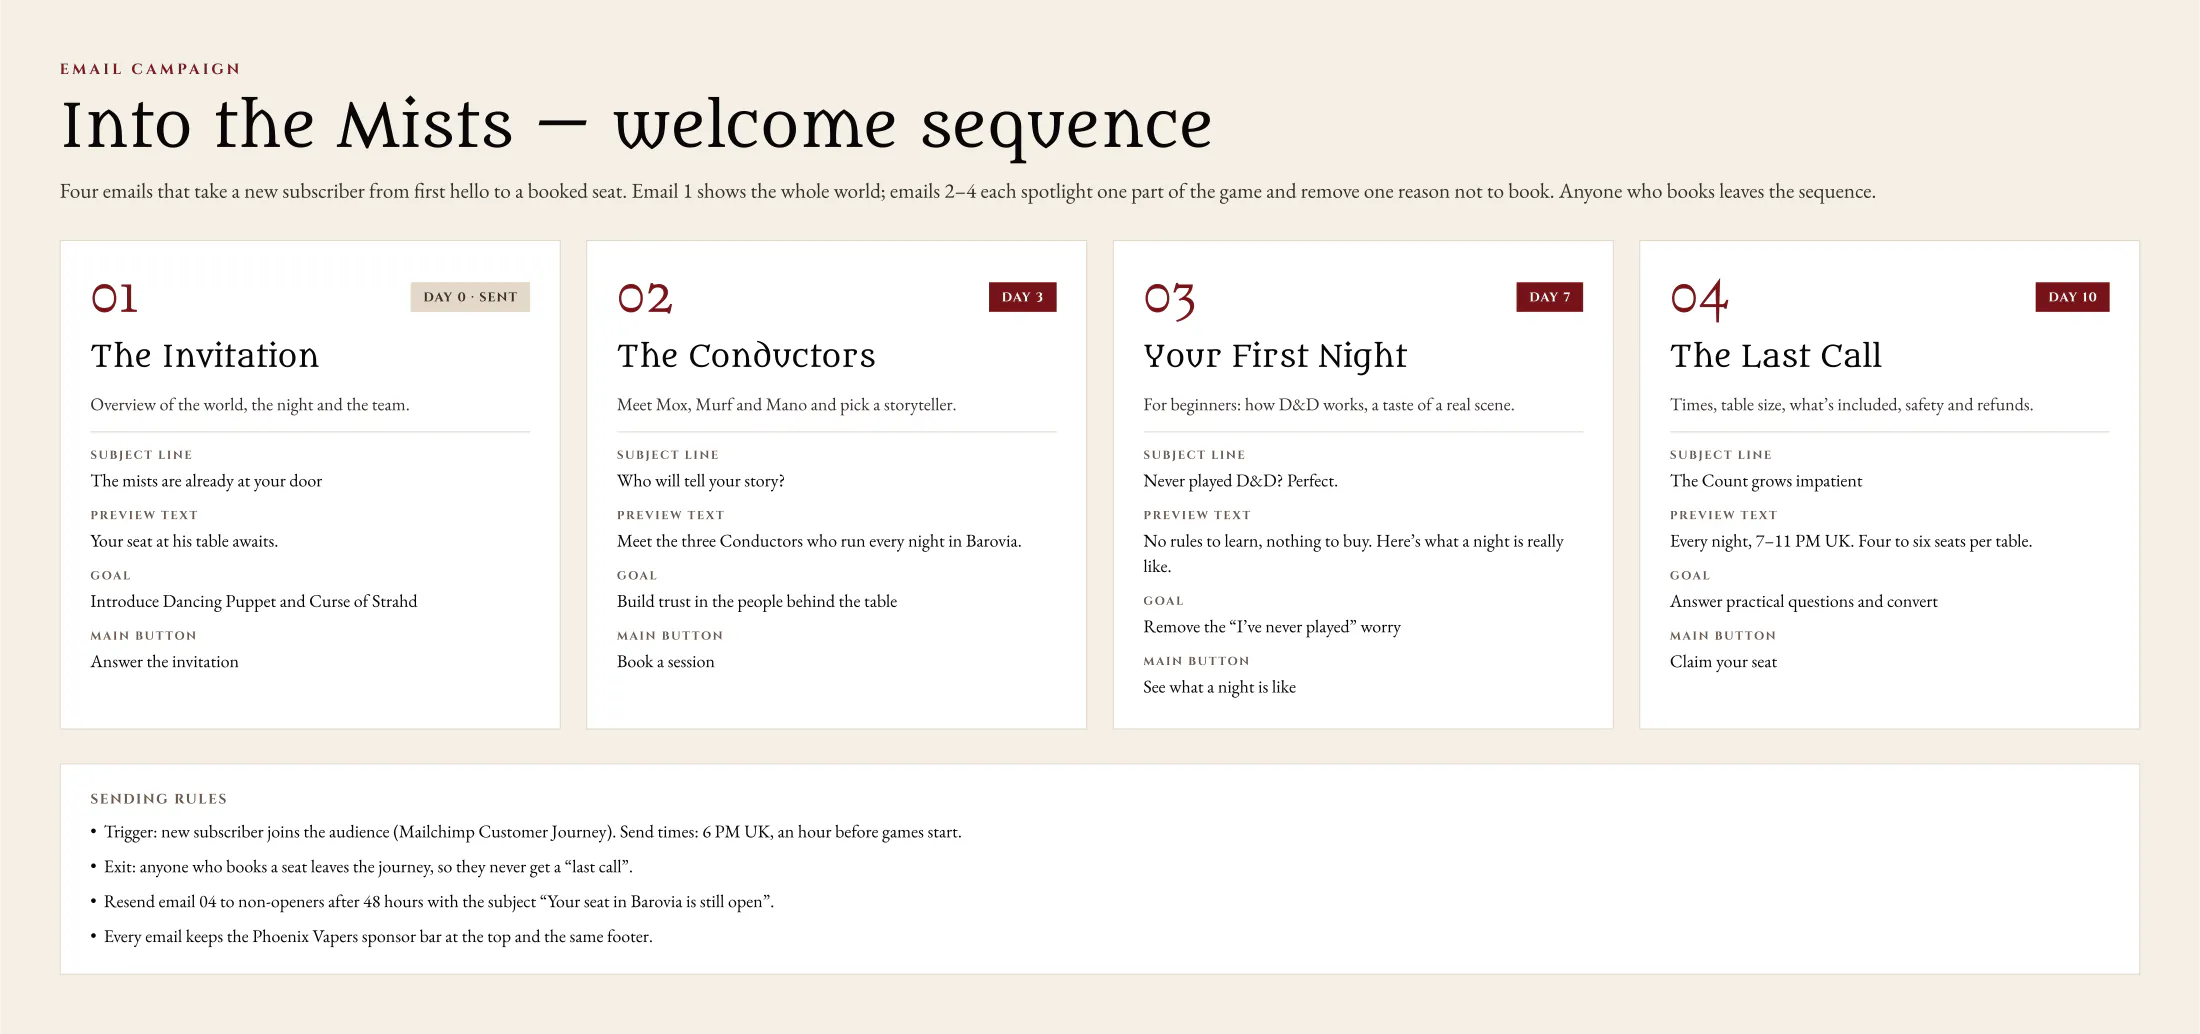 EMAIL CAMPAIGN
Into the Mists — welcome sequence
Four emails that take a new subscriber from first hello to a booked seat. Email 1 shows the whole world; emails 2–4 each spotlight one part of the game and remove one reason not to book. Anyone who books leaves the sequence.
01
DAY 0 · SENT
The Invitation
Overview of the world, the night and the team.
SUBJECT LINE
The mists are already at your door
PREVIEW TEXT
Your seat at his table awaits.
GOAL
Introduce Dancing Puppet and Curse of Strahd
MAIN BUTTON
Answer the invitation
02
DAY 3
The Conductors
Meet Mox, Murf and Mano and pick a storyteller.
SUBJECT LINE
Who will tell your story?
PREVIEW TEXT
Meet the three Conductors who run every night in Barovia.
GOAL
Build trust in the people behind the table
MAIN BUTTON
Book a session
03
DAY 7
Your First Night
For beginners: how D&D works, a taste of a real scene.
SUBJECT LINE
Never played D&D? Perfect.
PREVIEW TEXT
No rules to learn, nothing to buy. Here’s what a night is really
like.
GOAL
Remove the “I’ve never played” worry
MAIN BUTTON
See what a night is like
04
DAY 10
The Last Call
Times, table size, what’s included, safety and refunds.
SUBJECT LINE
The Count grows impatient
PREVIEW TEXT
Every night, 7–11 PM UK. Four to six seats per table.
GOAL
Answer practical questions and convert
MAIN BUTTON
Claim your seat
SENDING RULES
• Trigger: new subscriber joins the audience (Mailchimp Customer Journey). Send times: 6 PM UK, an hour before games start.
• Exit: anyone who books a seat leaves the journey, so they never get a “last call”.
• Resend email 04 to non-openers after 48 hours with the subject “Your seat in Barovia is still open”.
• Every email keeps the Phoenix Vapers sponsor bar at the top and the same footer.